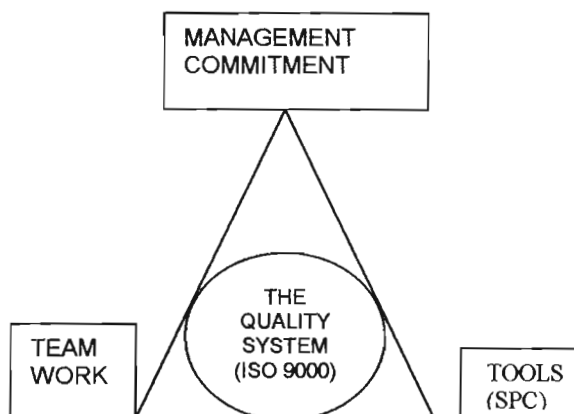 MANAGEMENT
COMMITMENT
THE
QUALITY
SYSTEM
(ISO 9000)
TEAM
WORK
TOOLS
(SPC)